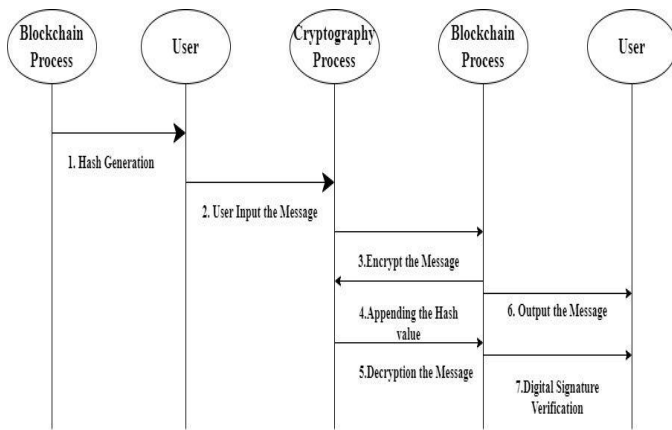 Blockchain
Process
User
Cryptography
Process
Blockchain
Process
User
1. Hash Generation
2. User Input the Message
3.Encrypt the Message
4.Appending the Hash
value
6. Output the Message
5.Decryption the Message
7.Digital Signature
Verification